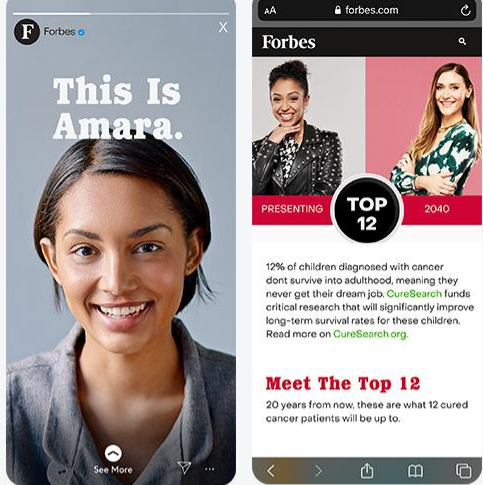 F Forbes
X
This Is
Amara.
See More
AA forbes.com
Forbes
PRESENTING TOP 12 2040
12% of children diagnosed with cancer
dont survive into adulthood, meaning they
never get their dream job. CureSearch funds
critical research that will significantly improve
long-term survival rates for these children.
Read more on CureSearch.org.
Meet The Top 12
20 years from now, these are what 12 cured
cancer patients will be up to.